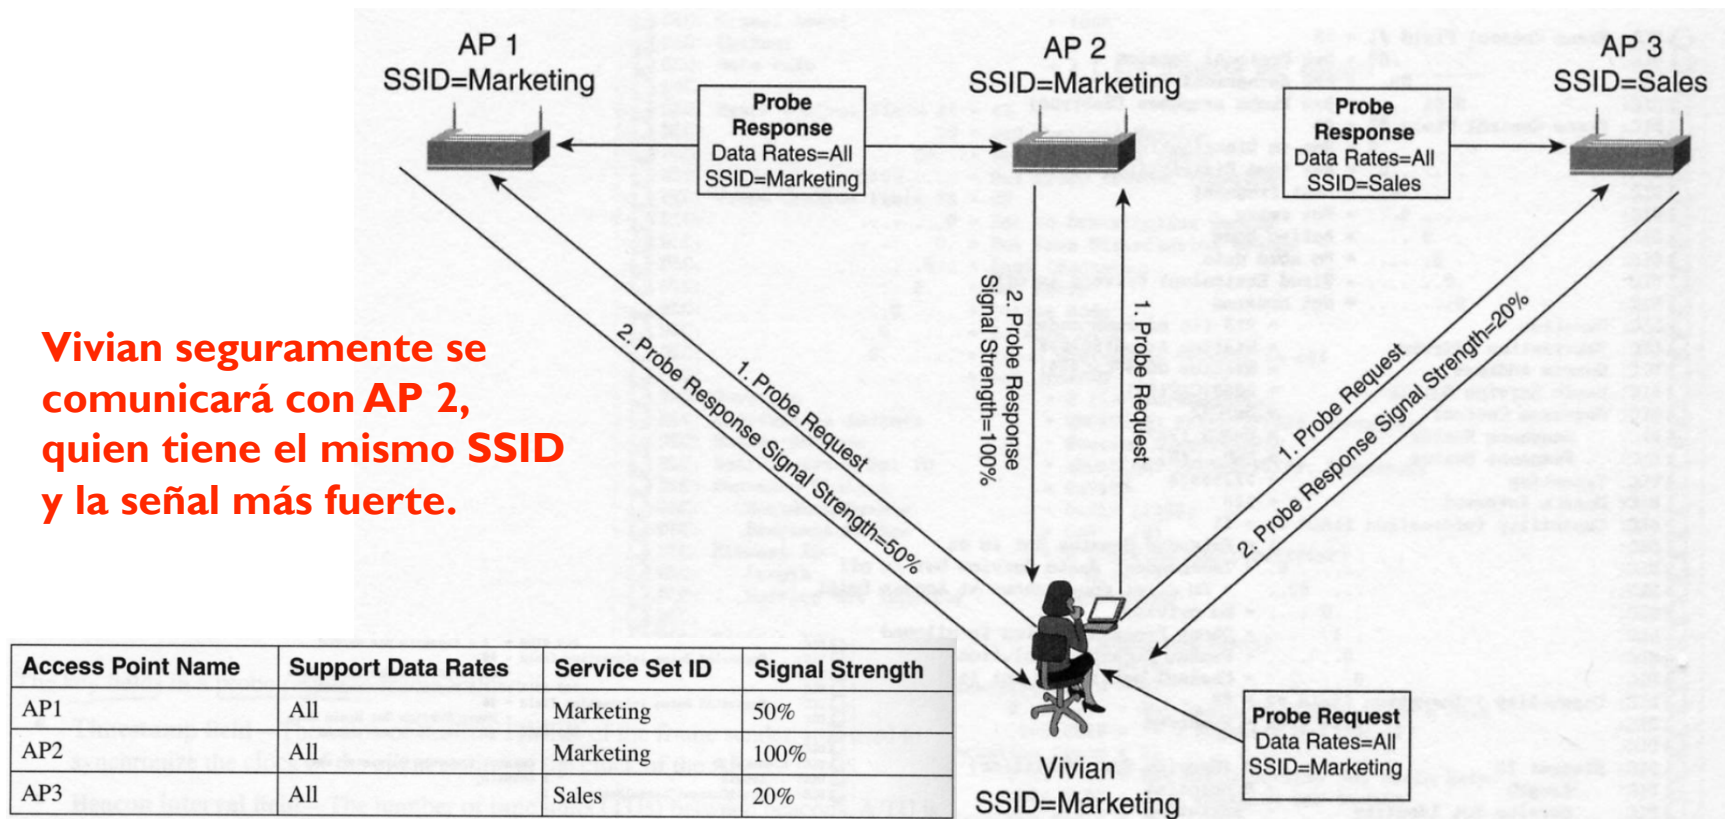 AP 1
SSID=Marketing
AP 2
SSID=Marketing
AP 3
SSID=Sales
Probe
Response
Data Rates=All
SSID=Marketing
Probe
Response
Data Rates=All
SSID=Sales
Vivian seguramente se
comunicará con AP 2,
quien tiene el mismo SSID
y la señal más fuerte.
1. Probe Request
2. Probe Response Signal Strength=50%
2. Probe Response
Signal Strength=100%
1. Probe Request
1. Probe Request
2. Probe Response Signal Strength=20%
Access Point Name Support Data Rates Service Set ID Signal Strength
AP1 All Marketing 50%
AP2 All Marketing 100%
AP3 All Sales 20%
Vivian
SSID=Marketing
Probe Request
Data Rates=All
SSID=Marketing